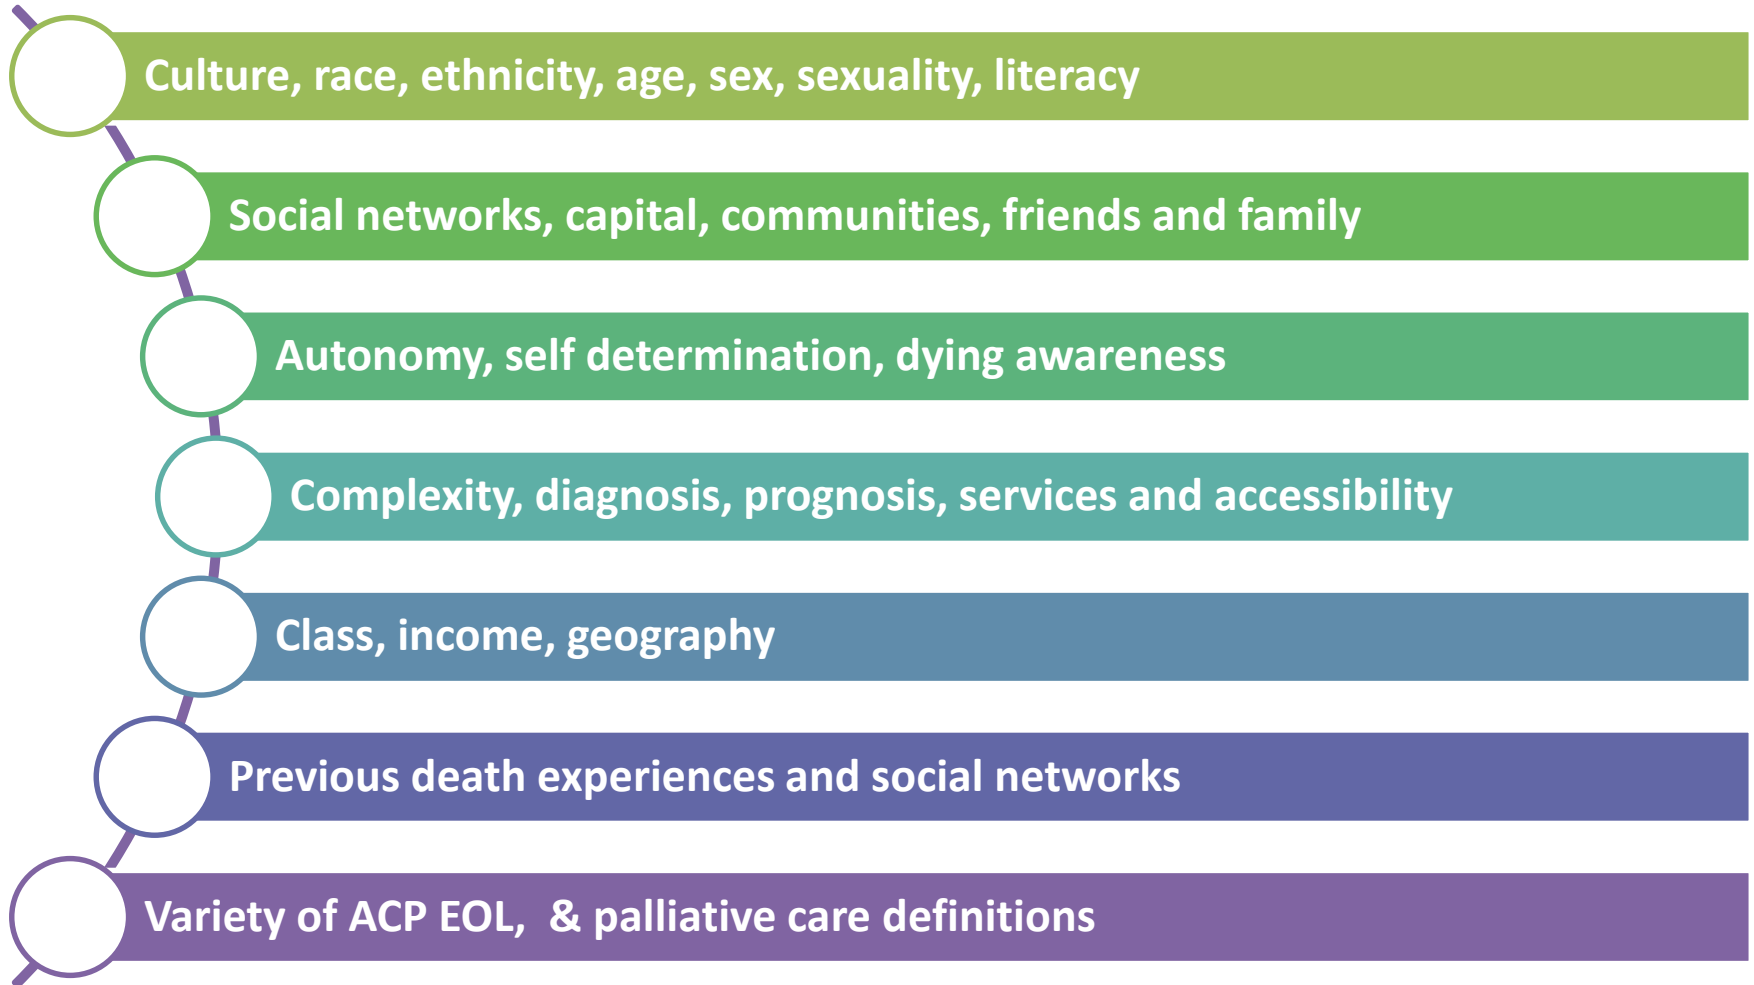 Culture, race, ethnicity, age, sex, sexuality, literacy
Social networks, capital, communities, friends and family
Autonomy, self determination, dying awareness
Complexity, diagnosis, prognosis, services and accessibility
Class, income, geography
Previous death experiences and social networks
Variety of ACP EOL,  & palliative care definitions